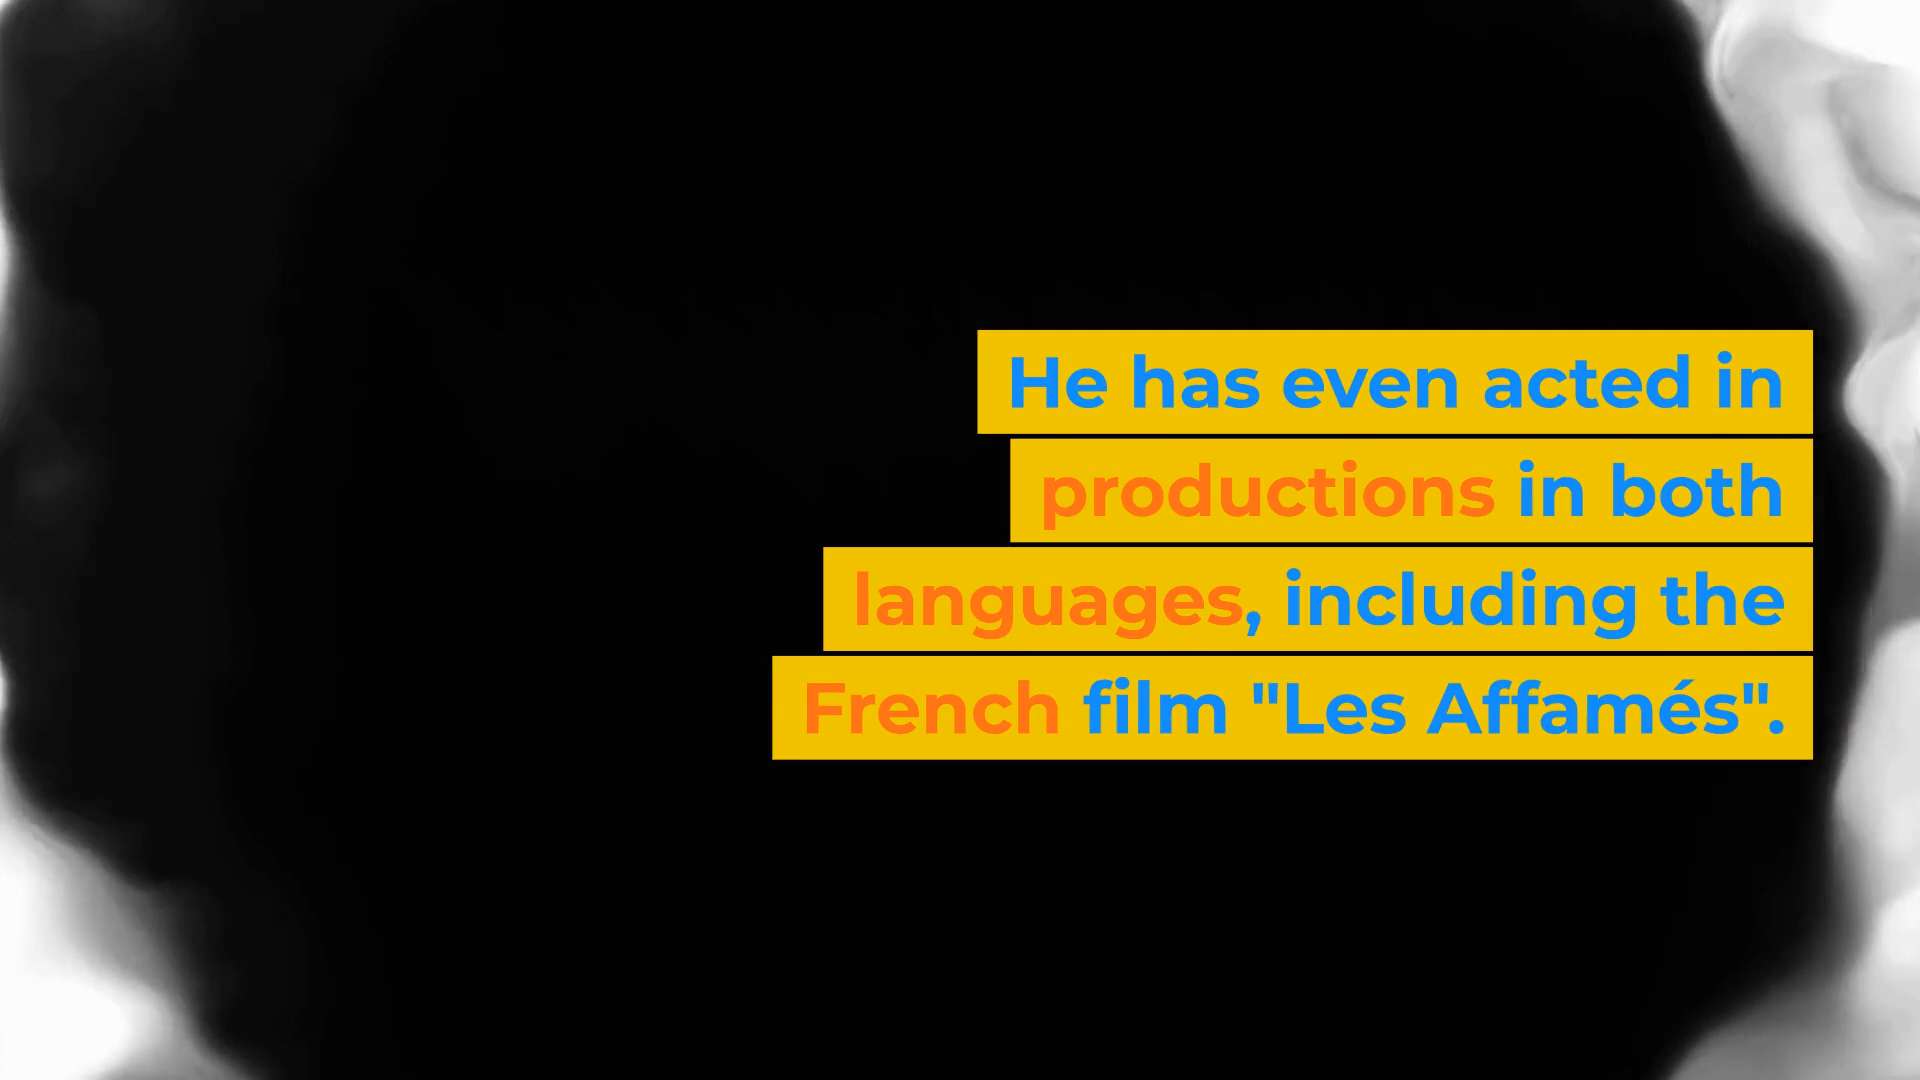 He has even acted in
productions in both
languages, including the
French film "Les Affamés".